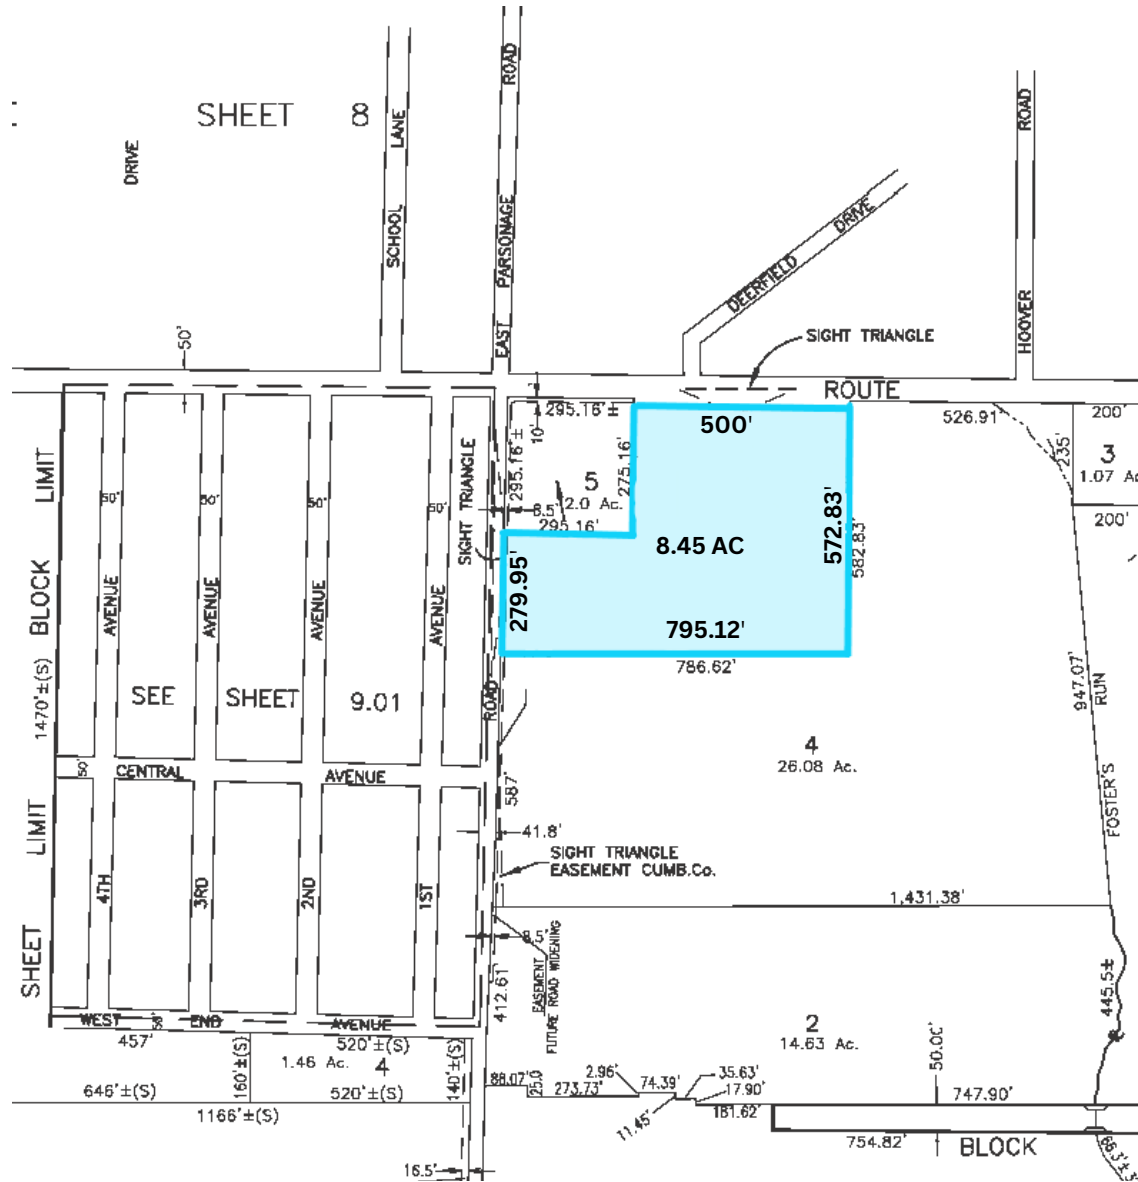 SHEET 8
DRIVE
SCHOOL LANE
EAST PARSONAGE ROAD
DEERFIELD DRIVE
HOOVER ROAD
SIGHT TRIANGLE
50'
ROUTE
295.16'±
10'
500'
526.91'
200'
235'
3
1.07 Ac
200'
295.16'±
275.16'
5
2.0 Ac.
8.5'
295.16'
SIGHT TRIANGLE
50'
50'
50'
50'
8.45 AC
572.83'
582.83'
279.95'
795.12'
786.62'
AVENUE
AVENUE
AVENUE
AVENUE
BLOCK LIMIT
1470'±(S)
SEE SHEET 9.01
ROAD
947.07'
FOSTER'S RUN
4
26.08 Ac.
50'
CENTRAL AVENUE
587'
41.8'
SIGHT TRIANGLE
EASEMENT CUMB.Co.
SHEET LIMIT
4TH
3RD
2ND
1ST
1,431.38'
8.5'
EASEMENT
FUTURE ROAD WIDENING
412.61'
445.5±
WEST END AVENUE
50'
457'
520'±(S)
1.46 Ac. 4
160'±(S)
140'±(S)
646'±(S)
520'±(S)
1166'±(S)
2
14.63 Ac.
50.00'
88.07'
25.0
273.73'
2.96'
74.39'
35.63'
17.90'
11.45'
181.62'
747.90'
754.82'
BLOCK
16.5'